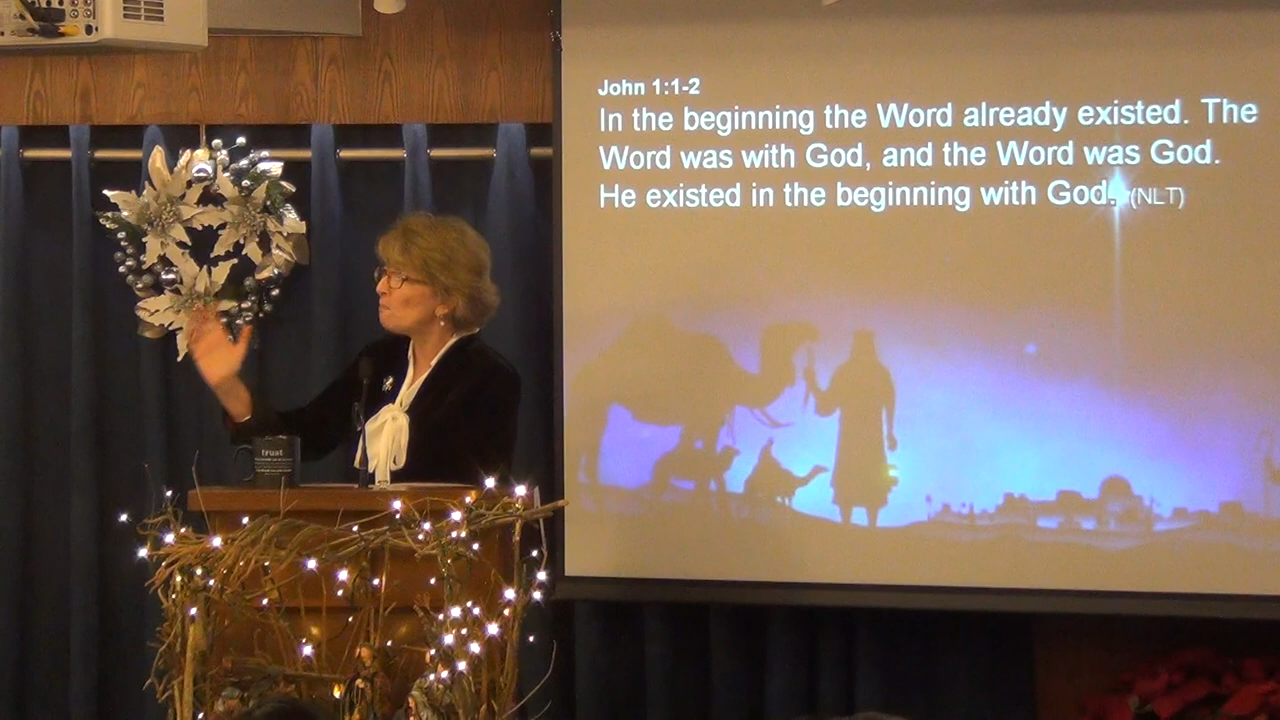 John 1:1-2
In the beginning the Word already existed. The
Word was with God, and the Word was God.
He existed in the beginning with God. (NLT)
trust